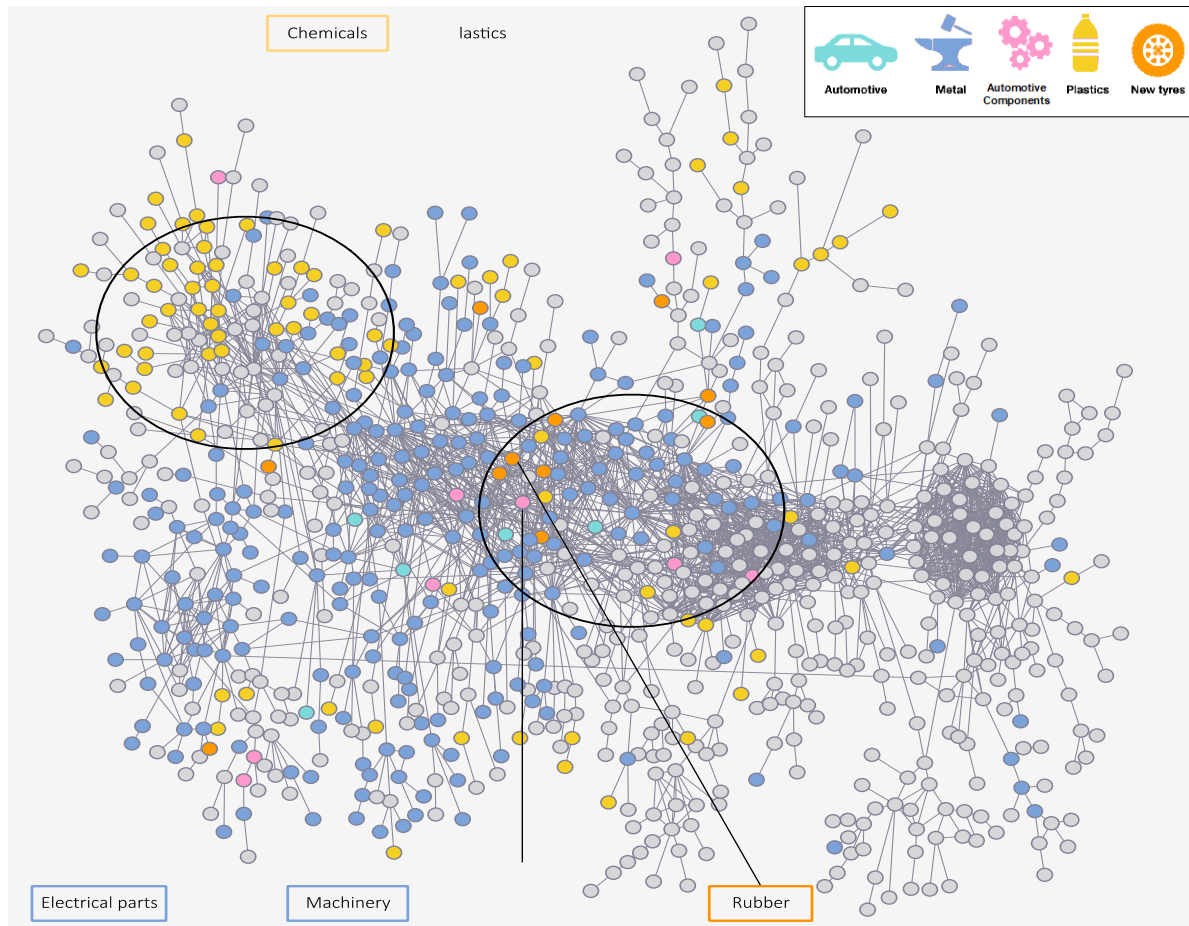 Chemicals
lastics
Automotive
Metal
Automotive
Components
Plastics
New tyres
Electrical parts
Machinery
Rubber